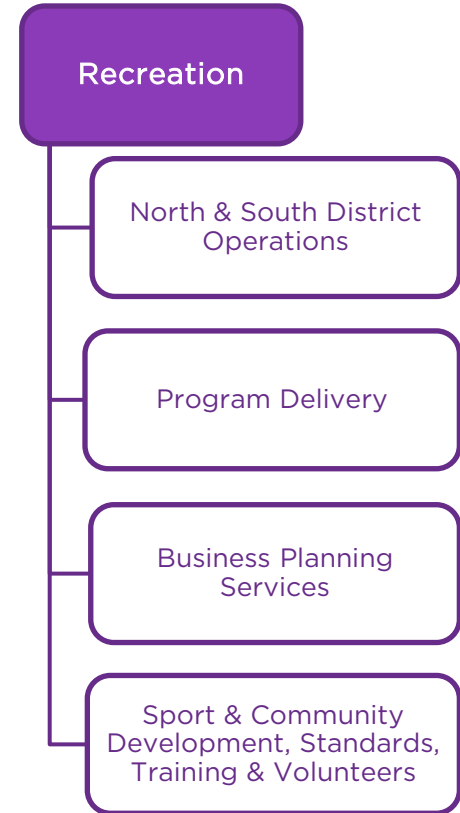 Recreation
North & South District
Operations
Program Delivery
Business Planning
Services
Sport & Community
Development, Standards,
Training & Volunteers